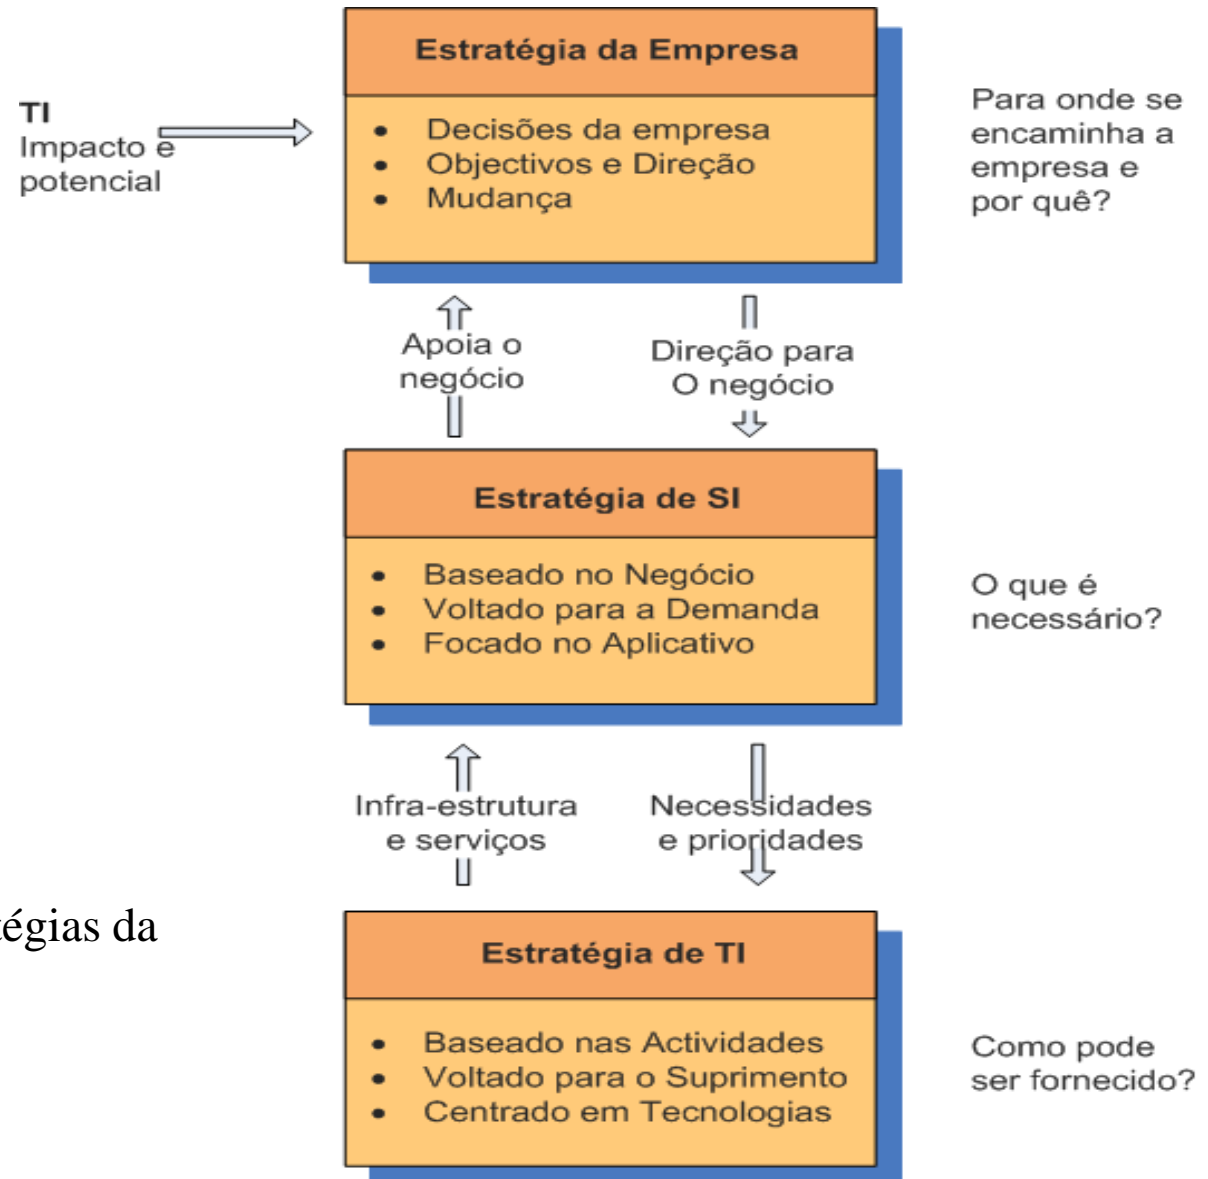 Estratégia da Empresa
TI
Impacto e
potencial
• Decisões da empresa
• Objectivos e Direção
• Mudança
Para onde se
encaminha a
empresa e
por quê?
Apoia o
negócio
Direção para
O negócio
Estratégia de SI
• Baseado no Negócio
• Voltado para a Demanda
• Focado no Aplicativo
O que é
necessário?
Infra-estrutura
e serviços
Necessidades
e prioridades
tégias da
Estratégia de TI
• Baseado nas Actividades
• Voltado para o Suprimento
• Centrado em Tecnologias
Como pode
ser fornecido?